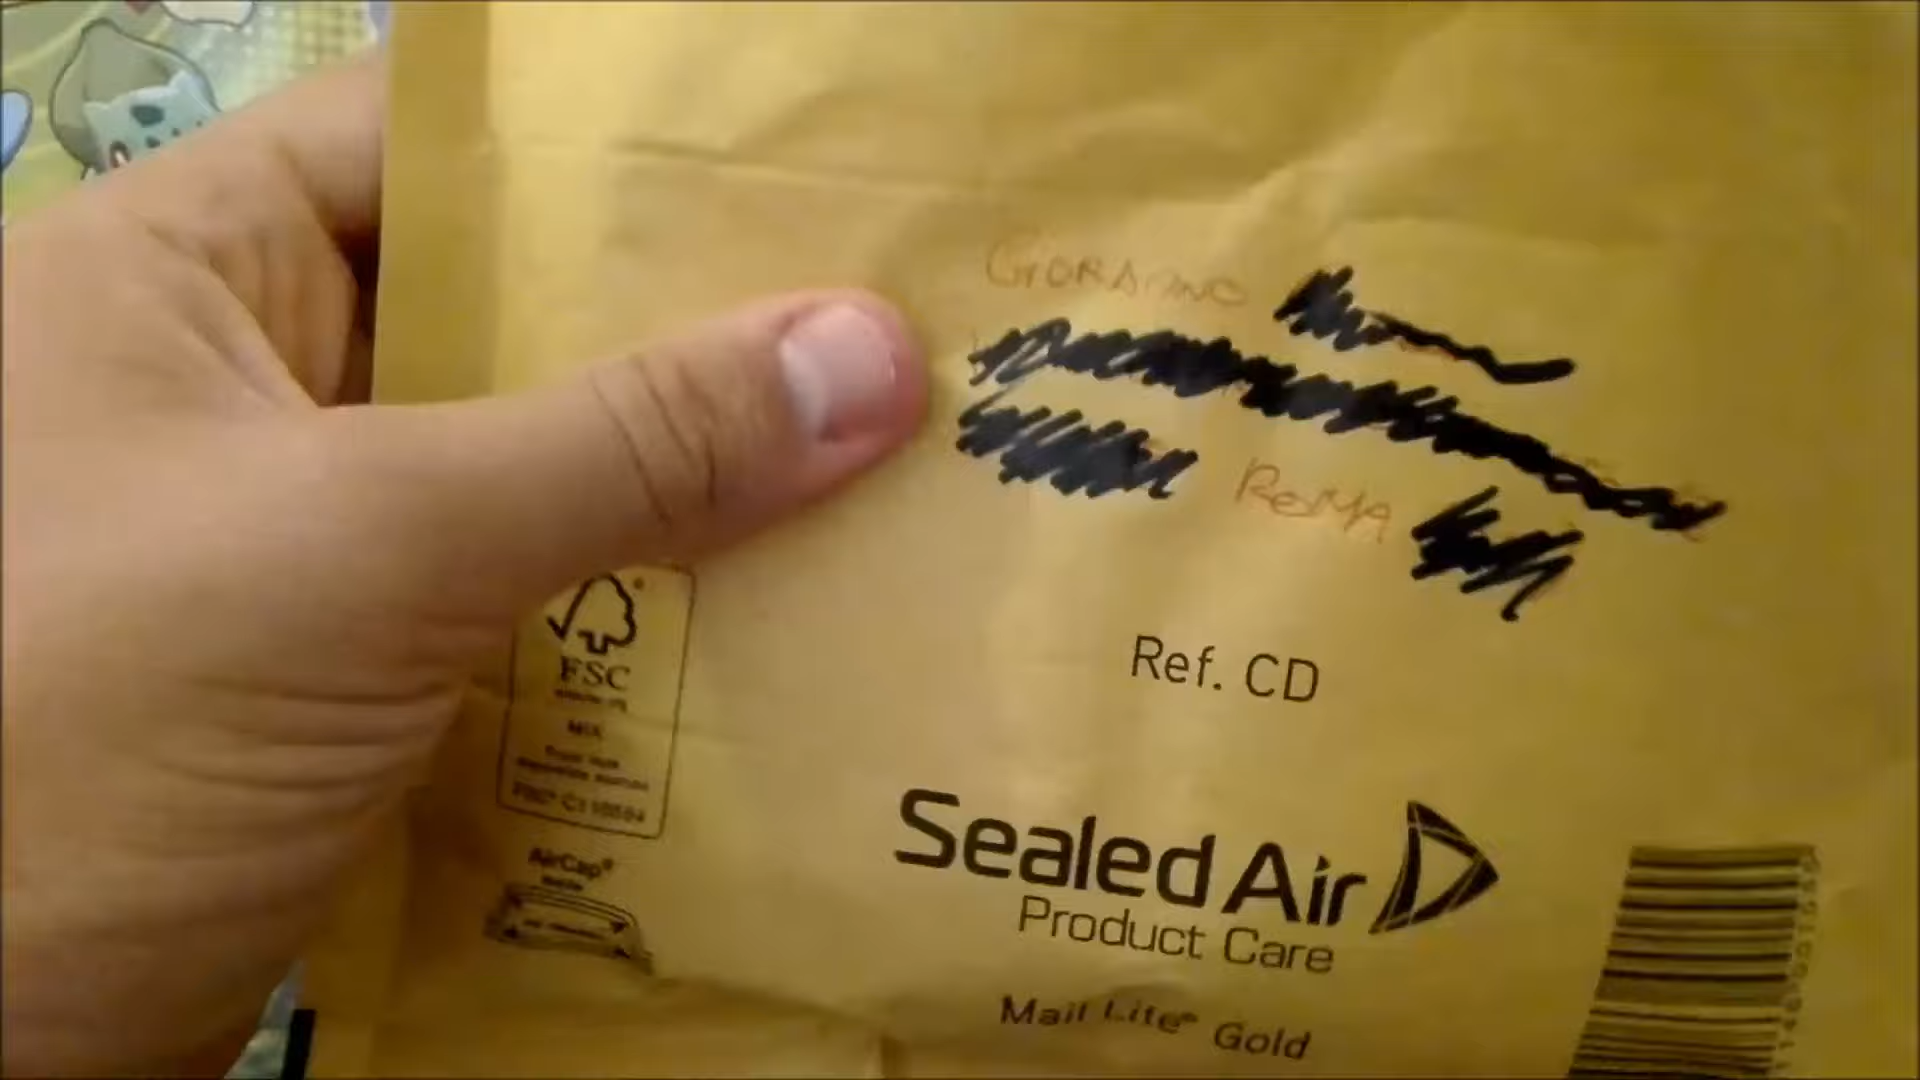 GIORDANO
ROMA
Ref. CD
FSC
MIX
AirCap®
Sealed Air
Product Care
Mail Lite® Gold